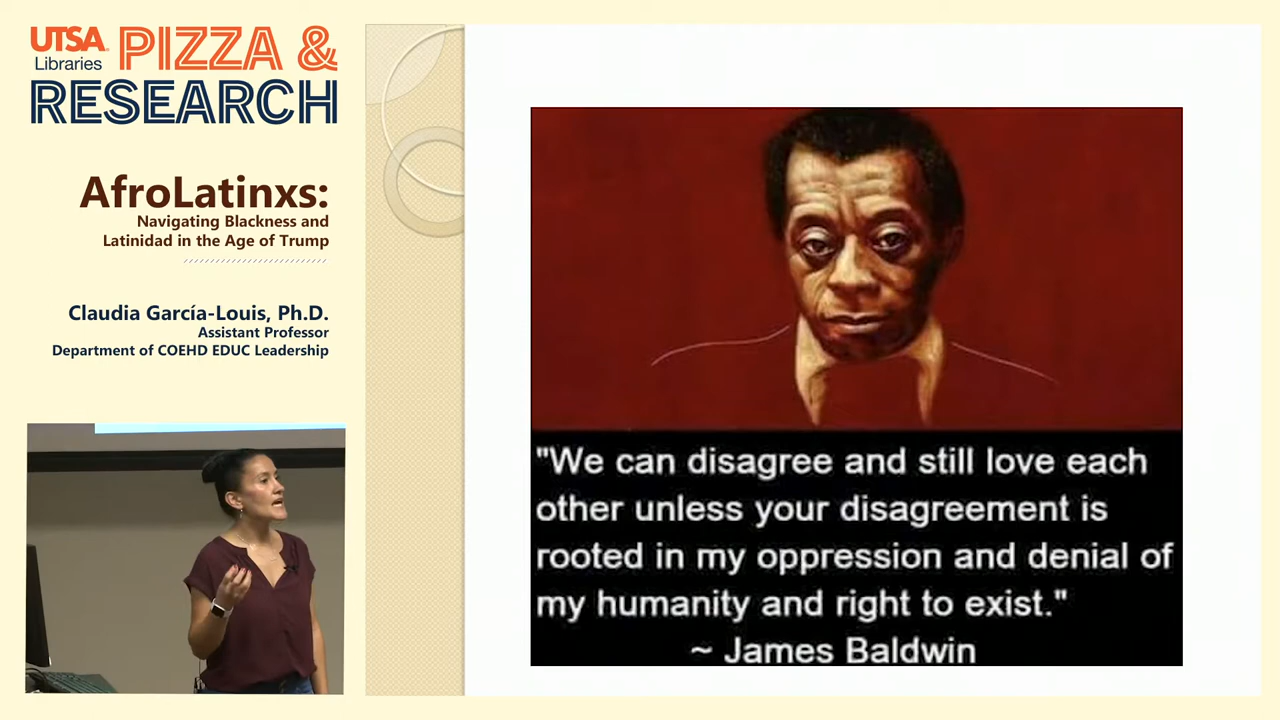 UTSA
Libraries
PIZZA &
RESEARCH
AfroLatinxs:
Navigating Blackness and
Latinidad in the Age of Trump
Claudia García-Louis, Ph.D.
Assistant Professor
Department of COEHD EDUC Leadership
"We can disagree and still love each
other unless your disagreement is
rooted in my oppression and denial of
my humanity and right to exist."
~ James Baldwin